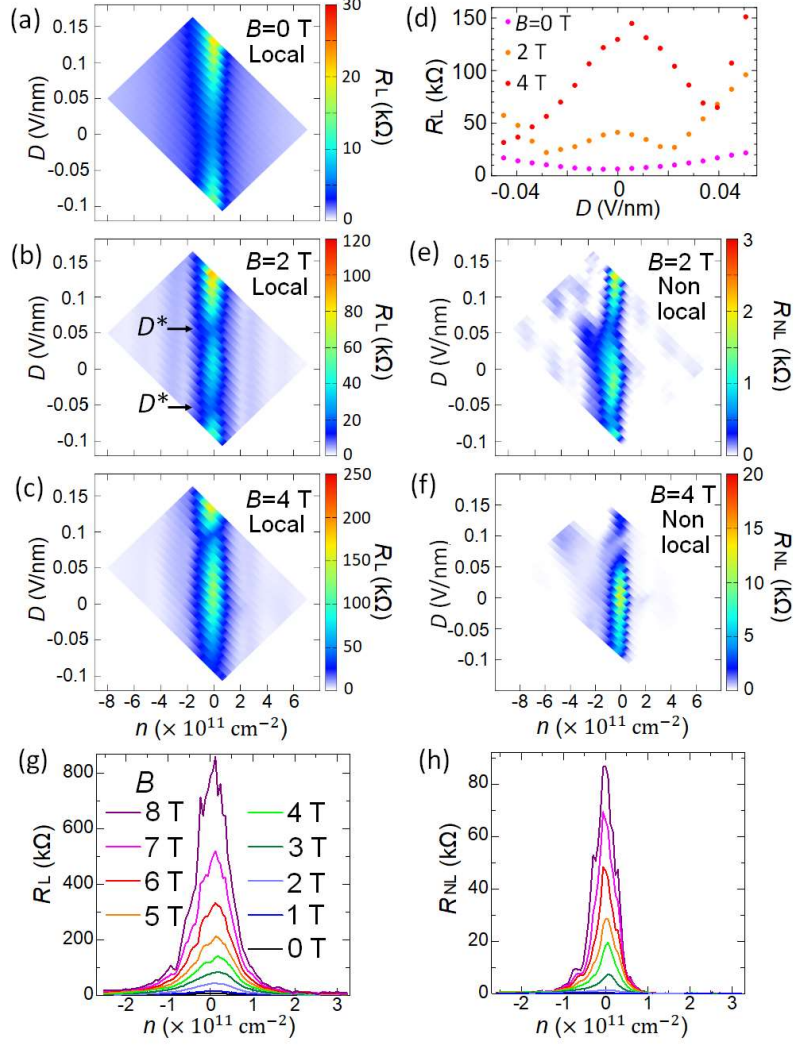 (a)
B=0 T
Local
D (V/nm)
0.15
0.1
0.05
0
-0.05
-0.1
30
20
10
0
RL (kΩ)
(d)
RL (kΩ)
150
100
50
0
B=0 T
2 T
4 T
-0.04
0
0.04
D (V/nm)
(b)
B=2 T
Local
D (V/nm)
0.15
0.1
0.05
0
-0.05
-0.1
D*
D*
120
100
80
60
40
20
0
RL (kΩ)
(e)
B=2 T
Non
local
D (V/nm)
0.15
0.1
0.05
0
-0.05
-0.1
3
2
1
0
RNL (kΩ)
(c)
B=4 T
Local
D (V/nm)
0.15
0.1
0.05
0
-0.05
-0.1
250
200
150
100
50
0
RL (kΩ)
-8 -6 -4 -2 0 2 4 6
n (× 10¹¹ cm⁻²)
(f)
B=4 T
Non
local
D (V/nm)
0.15
0.1
0.05
0
-0.05
-0.1
20
15
10
5
0
RNL (kΩ)
-8 -6 -4 -2 0 2 4 6
n (× 10¹¹ cm⁻²)
(g)
RL (kΩ)
800
600
400
200
0
B
8 T
7 T
6 T
5 T
4 T
3 T
2 T
1 T
0 T
-2 -1 0 1 2 3
n (× 10¹¹ cm⁻²)
(h)
RNL (kΩ)
80
60
40
20
0
-2 -1 0 1 2 3
n (× 10¹¹ cm⁻²)